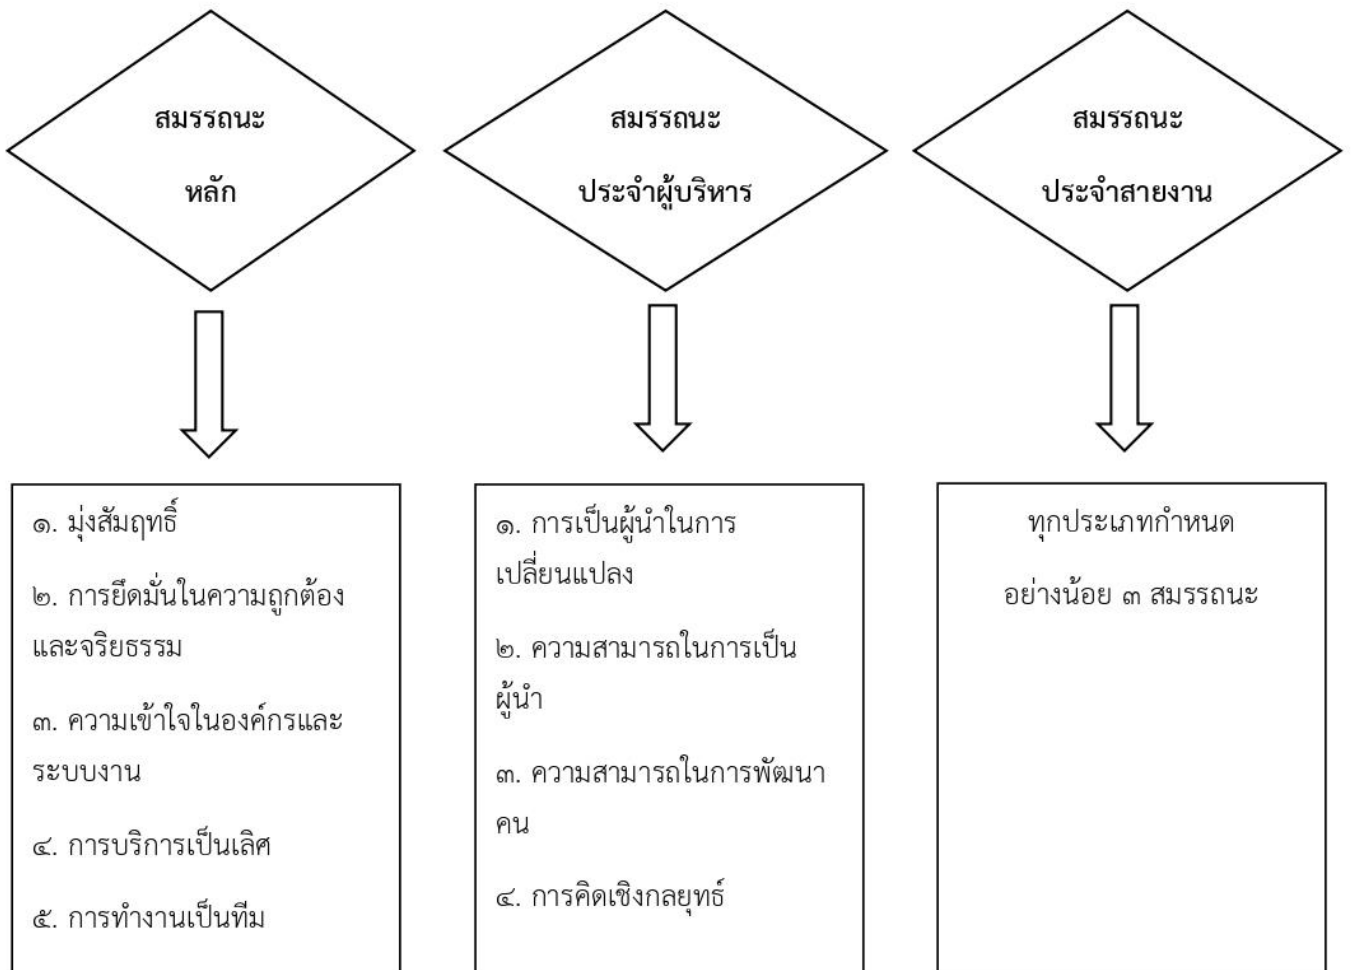 สมรรถนะ
หลัก
สมรรถนะ
ประจำผู้บริหาร
สมรรถนะ
ประจำสายงาน
๑. มุ่งสัมฤทธิ์
๒. การยึดมั่นในความถูกต้อง
และจริยธรรม
๓. ความเข้าใจในองค์กรและ
ระบบงาน
๔. การบริการเป็นเลิศ
๕. การทำงานเป็นทีม
๑. การเป็นผู้นำในการ
เปลี่ยนแปลง
๒. ความสามารถในการเป็น
ผู้นำ
๓. ความสามารถในการพัฒนา
คน
๔. การคิดเชิงกลยุทธ์
ทุกประเภทกำหนด
อย่างน้อย ๓ สมรรถนะ